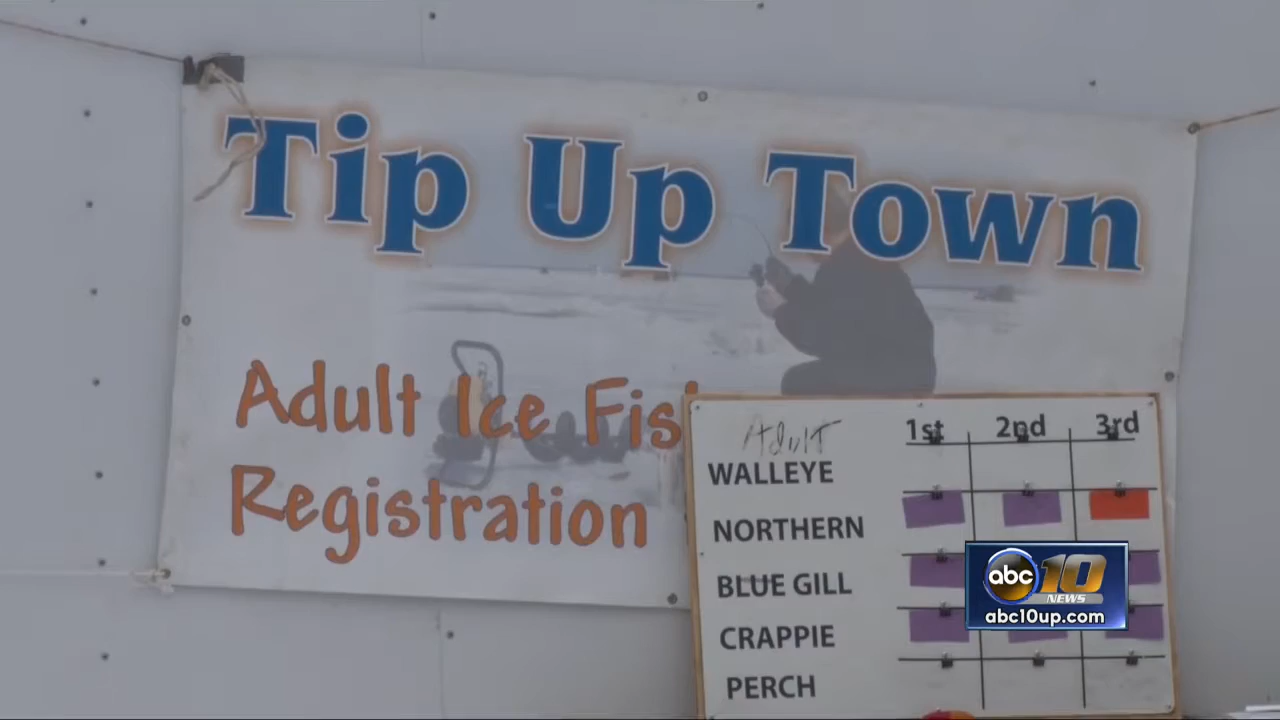 Tip Up Town
Adult Ice Fis
Registration
Adult
1st 2nd 3rd
WALLEYE
NORTHERN
BLUE GILL
CRAPPIE
PERCH
abc 10
NEWS
abc10up.com